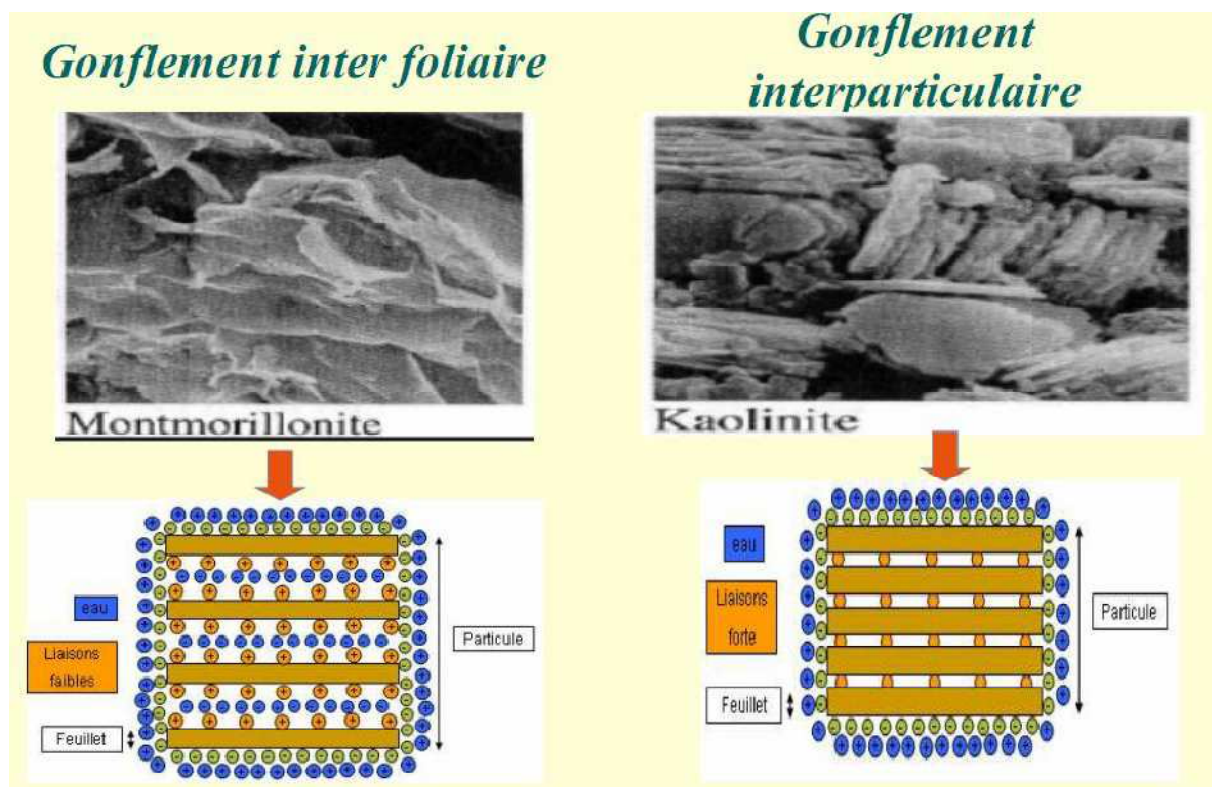 Gonflement inter foliaire
Gonflement
interparticulaire
Montmorillonite
Kaolinite
eau
Liaisons
faibles
Feuillet
Particule
eau
Liaisons
forte
Feuillet
Particule